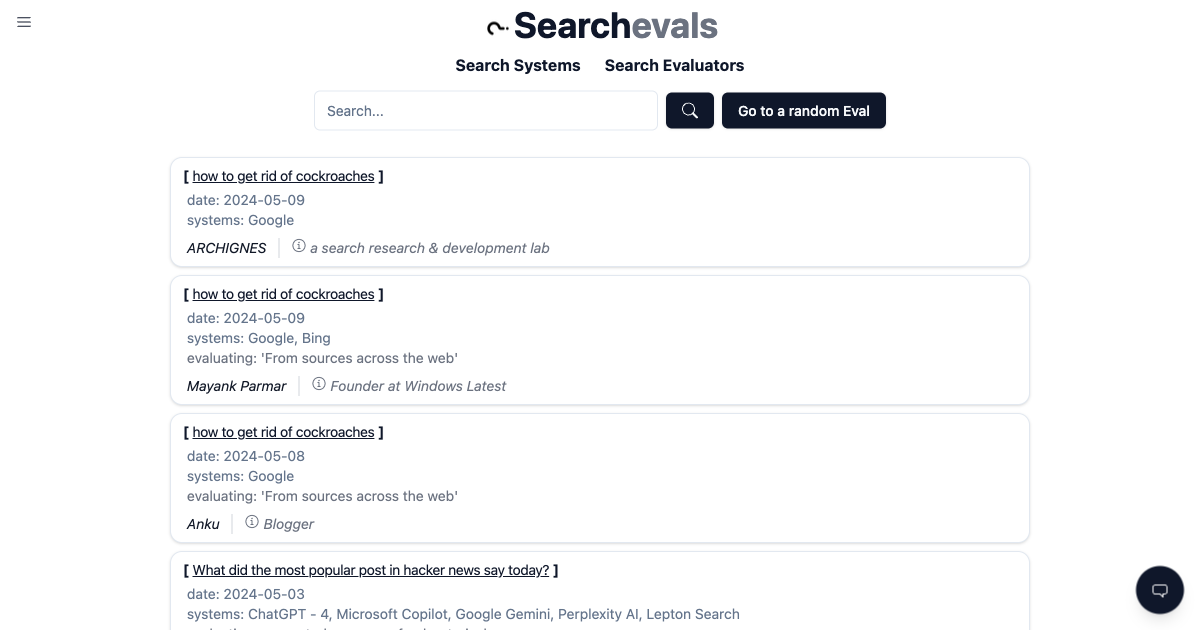 Searchevals
Search Systems Search Evaluators
Search... Go to a random Eval
[ how to get rid of cockroaches ]
date: 2024-05-09
systems: Google
ARCHIGNES a search research & development lab
[ how to get rid of cockroaches ]
date: 2024-05-09
systems: Google, Bing
evaluating: 'From sources across the web'
Mayank Parmar Founder at Windows Latest
[ how to get rid of cockroaches ]
date: 2024-05-08
systems: Google
evaluating: 'From sources across the web'
Anku Blogger
[ What did the most popular post in hacker news say today? ]
date: 2024-05-03
systems: ChatGPT - 4, Microsoft Copilot, Google Gemini, Perplexity AI, Lepton Search